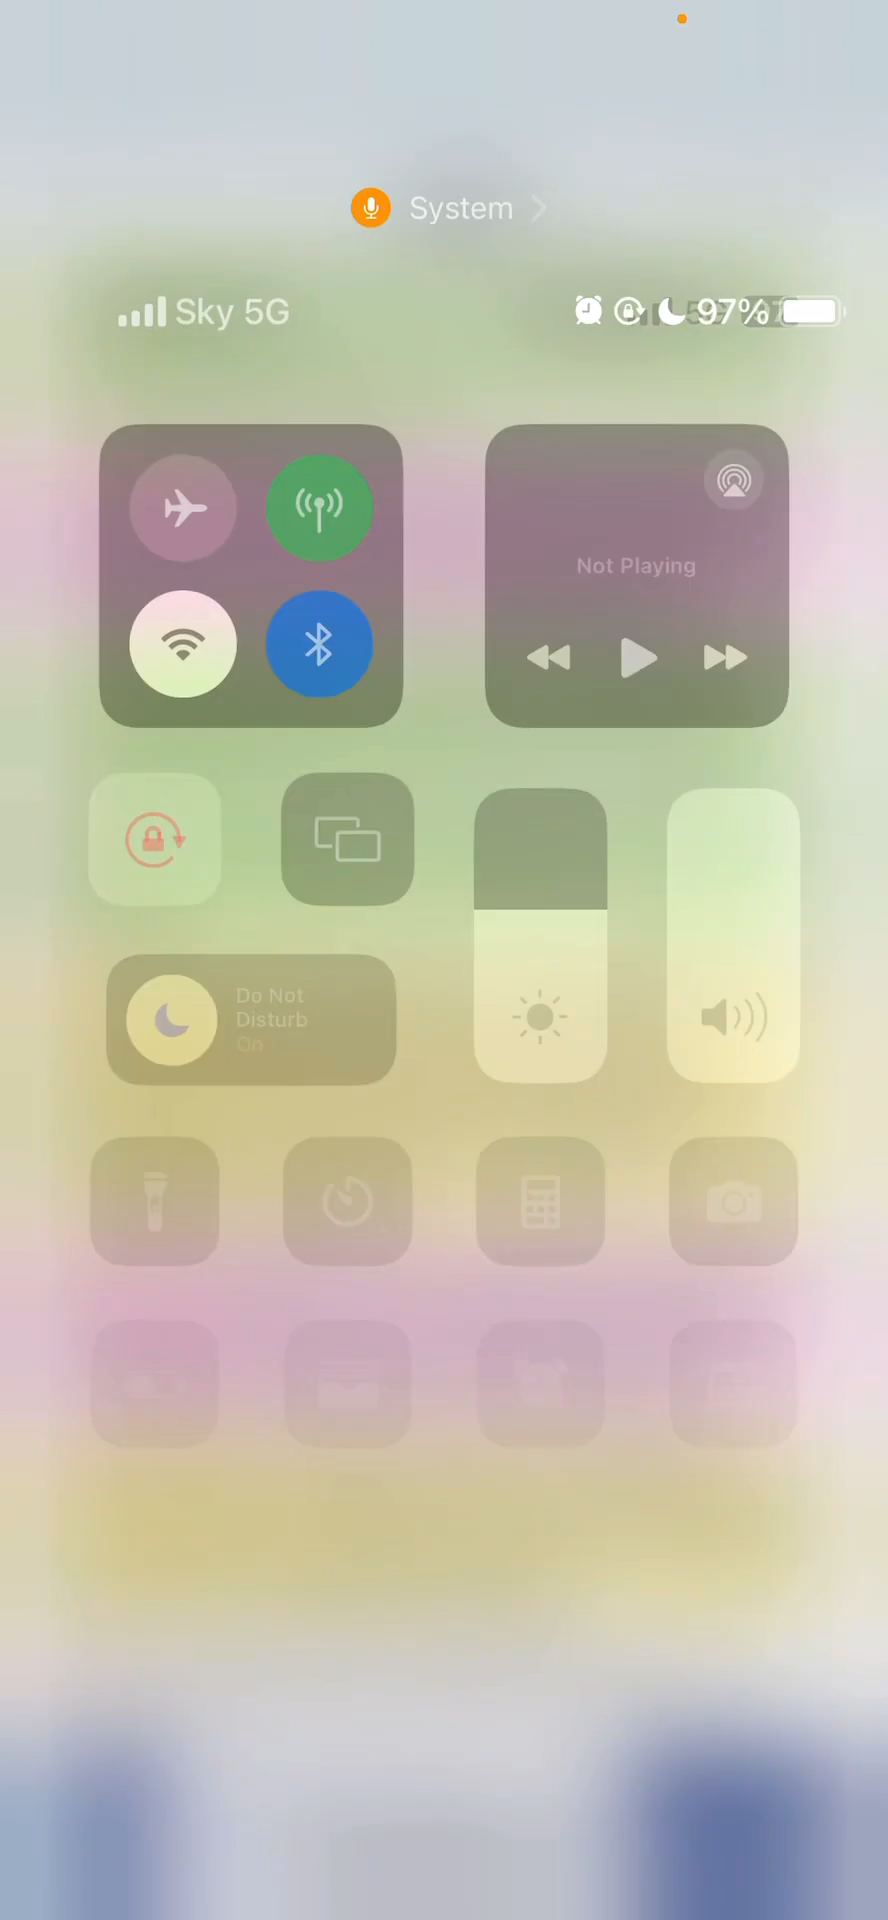 System
Sky 5G
97%
Not Playing
Do Not
Disturb
On